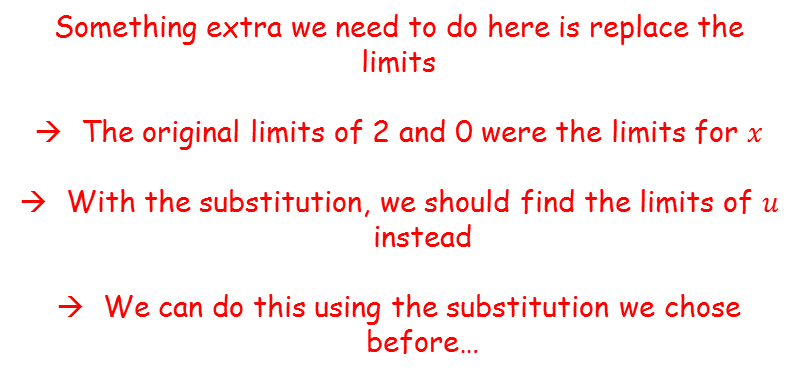 Something extra we need to do here is replace the
limits
→ The original limits of 2 and 0 were the limits for 𝑥
→ With the substitution, we should find the limits of 𝑢
instead
→ We can do this using the substitution we chose
before…